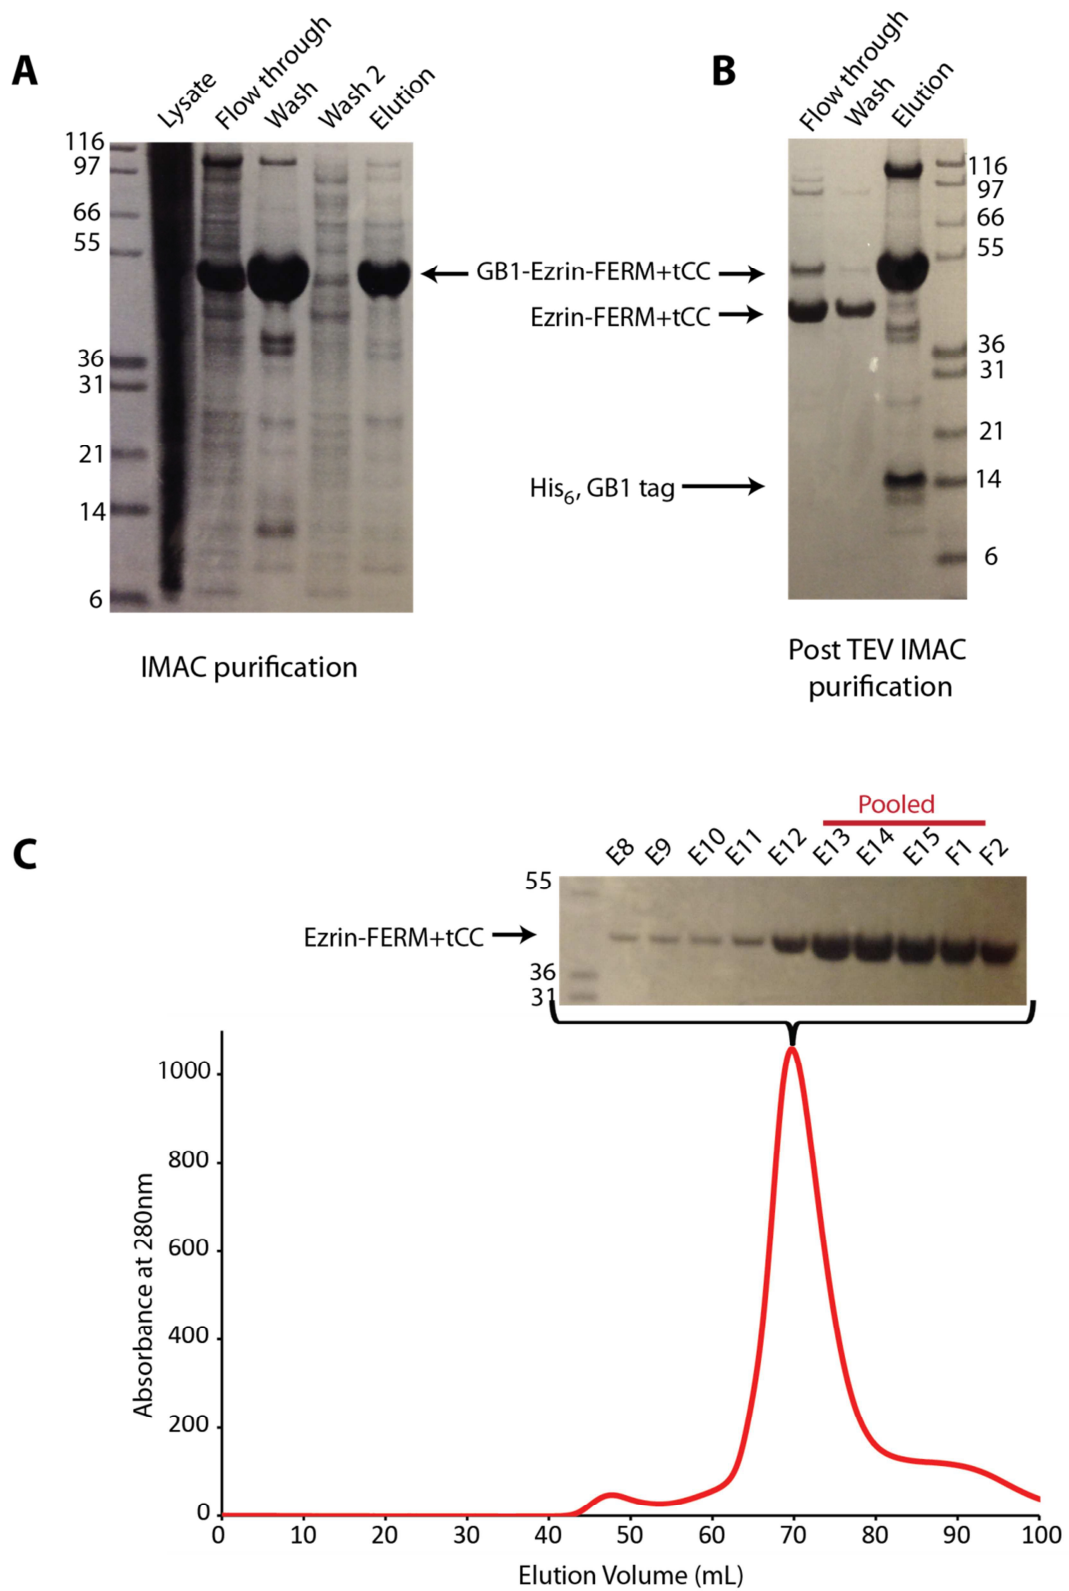 A
Lysate
Flow through
Wash
Wash 2
Elution
116
97
66
55
36
31
21
14
6
IMAC purification
GB1-Ezrin-FERM+tCC
Ezrin-FERM+tCC
His6, GB1 tag
B
Flow through
Wash
Elution
116
97
66
55
36
31
21
14
6
Post TEV IMAC
purification
C
Pooled
E8 E9 E10 E11 E12 E13 E14 E15 F1 F2
55
Ezrin-FERM+tCC
36
31
Absorbance at 280nm
1000
800
600
400
200
0
0 10 20 30 40 50 60 70 80 90 100
Elution Volume (mL)